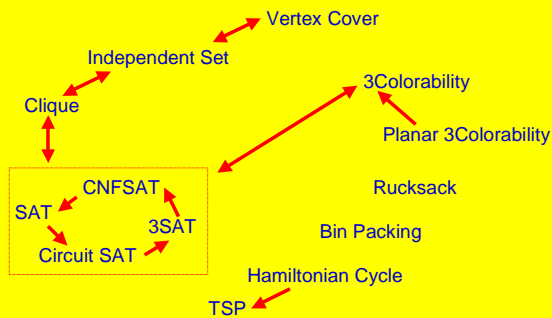 Vertex Cover
Independent Set
3Colorability
Clique
Planar 3Colorability
CNFSAT
Rucksack
SAT
3SAT
Bin Packing
Circuit SAT
Hamiltonian Cycle
TSP